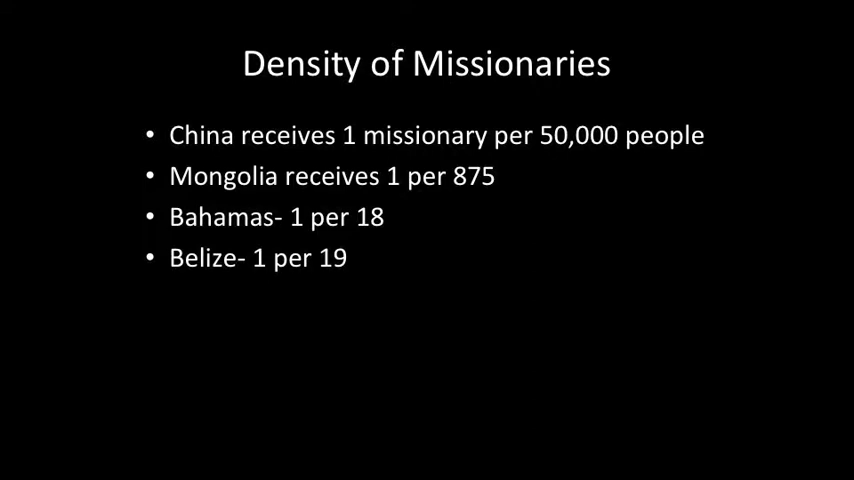 Density of Missionaries
• China receives 1 missionary per 50,000 people
• Mongolia receives 1 per 875
• Bahamas- 1 per 18
• Belize- 1 per 19